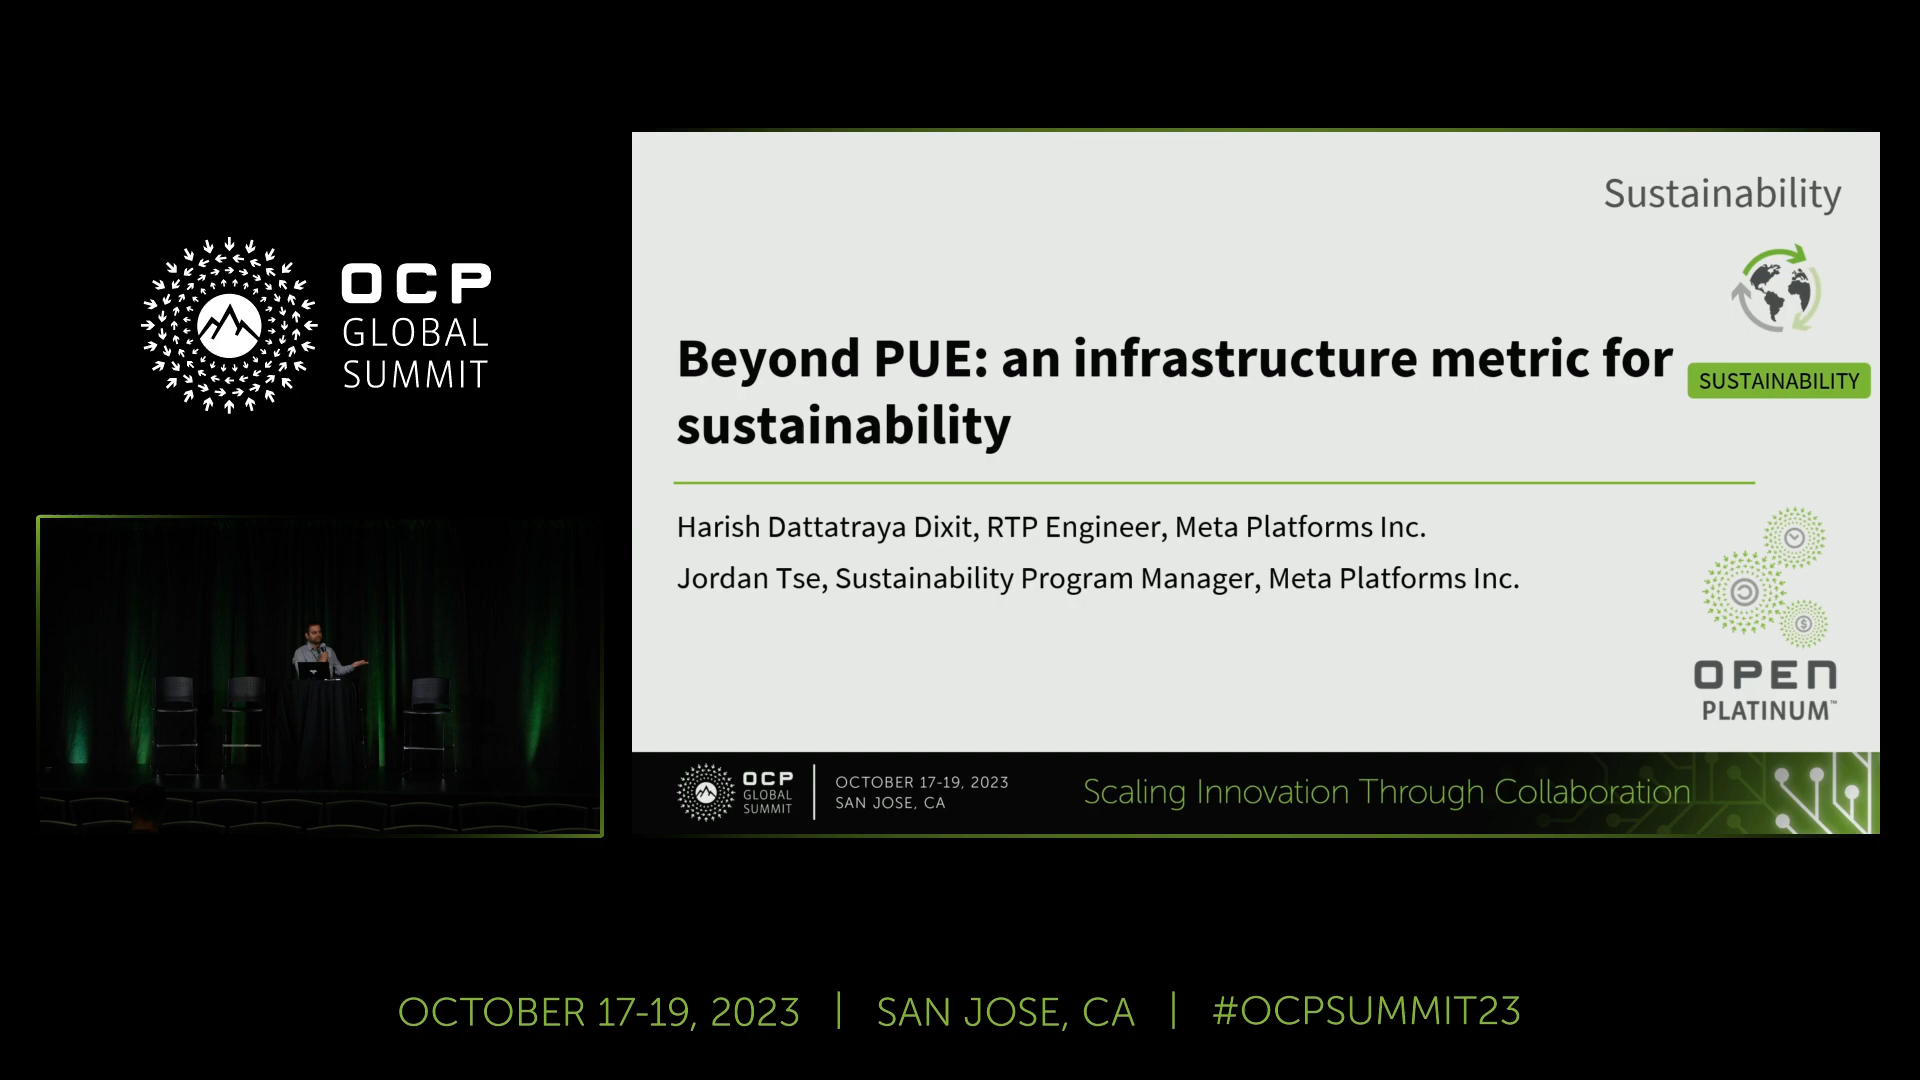 OCP
GLOBAL
SUMMIT
Sustainability
Beyond PUE: an infrastructure metric for
sustainability
SUSTAINABILITY
Harish Dattatraya Dixit, RTP Engineer, Meta Platforms Inc.
Jordan Tse, Sustainability Program Manager, Meta Platforms Inc.
$
OPEN
PLATINUM™
OCP
GLOBAL
SUMMIT
OCTOBER 17-19, 2023
SAN JOSE, CA
Scaling Innovation Through Collaboration
OCTOBER 17-19, 2023 | SAN JOSE, CA | #OCPSUMMIT23